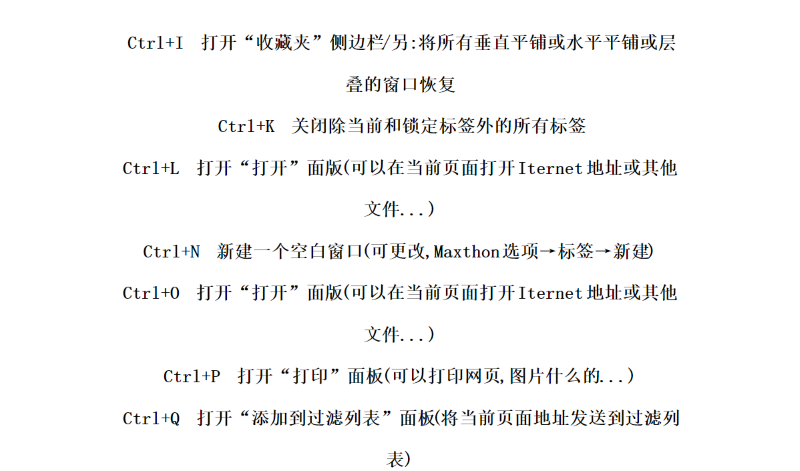 Ctrl+I 打开“收藏夹”侧边栏/另:将所有垂直平铺或水平平铺或层
叠的窗口恢复
Ctrl+K 关闭除当前和锁定标签外的所有标签
Ctrl+L 打开“打开”面版(可以在当前页面打开Iternet地址或其他
文件...)
Ctrl+N 新建一个空白窗口(可更改,Maxthon选项→标签→新建)
Ctrl+O 打开“打开”面版(可以在当前页面打开Iternet地址或其他
文件...)
Ctrl+P 打开“打印”面板(可以打印网页,图片什么的...)
Ctrl+Q 打开“添加到过滤列表”面板(将当前页面地址发送到过滤列
表)